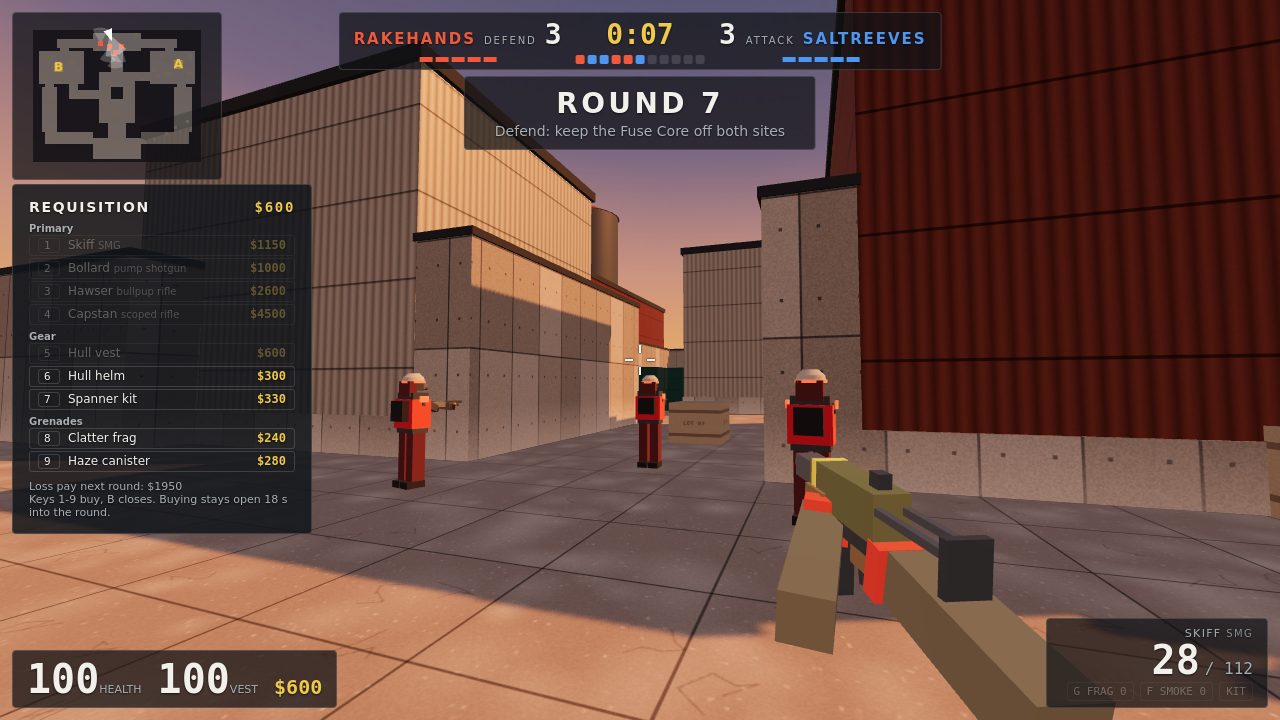 RAKEHANDS DEFEND 3 0:07 3 ATTACK SALTREEVES
ROUND 7
Defend: keep the Fuse Core off both sites
B A
REQUISITION $600
Primary
1 Skiff SMG $1150
2 Bollard pump shotgun $1000
3 Hawser bullpup rifle $2600
4 Capstan scoped rifle $4500
Gear
5 Hull vest $600
6 Hull helm $300
7 Spanner kit $330
Grenades
8 Clatter frag $240
9 Haze canister $280
Loss pay next round: $1950
Keys 1-9 buy, B closes. Buying stays open 18 s
into the round.
100 HEALTH 100 VEST $600
SKIFF SMG
28 / 112
G FRAG 0 F SMOKE 0 KIT